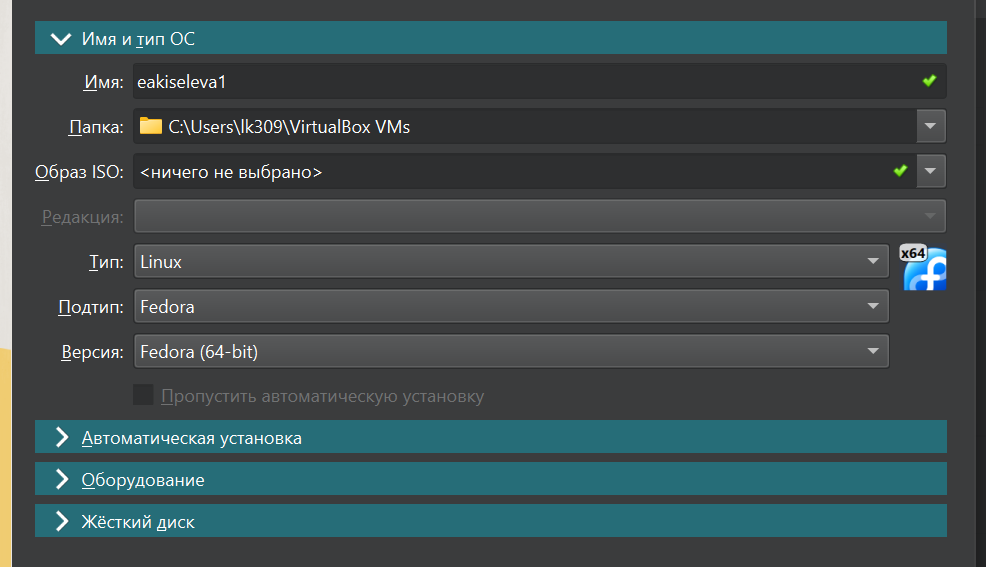 Имя и тип ОС
Имя: eakiseleva1
Папка: C:\Users\lk309\VirtualBox VMs
Образ ISO: <ничего не выбрано>
Редакция:
Тип: Linux
x64
Подтип: Fedora
Версия: Fedora (64-bit)
Пропустить автоматическую установку
Автоматическая установка
Оборудование
Жёсткий диск